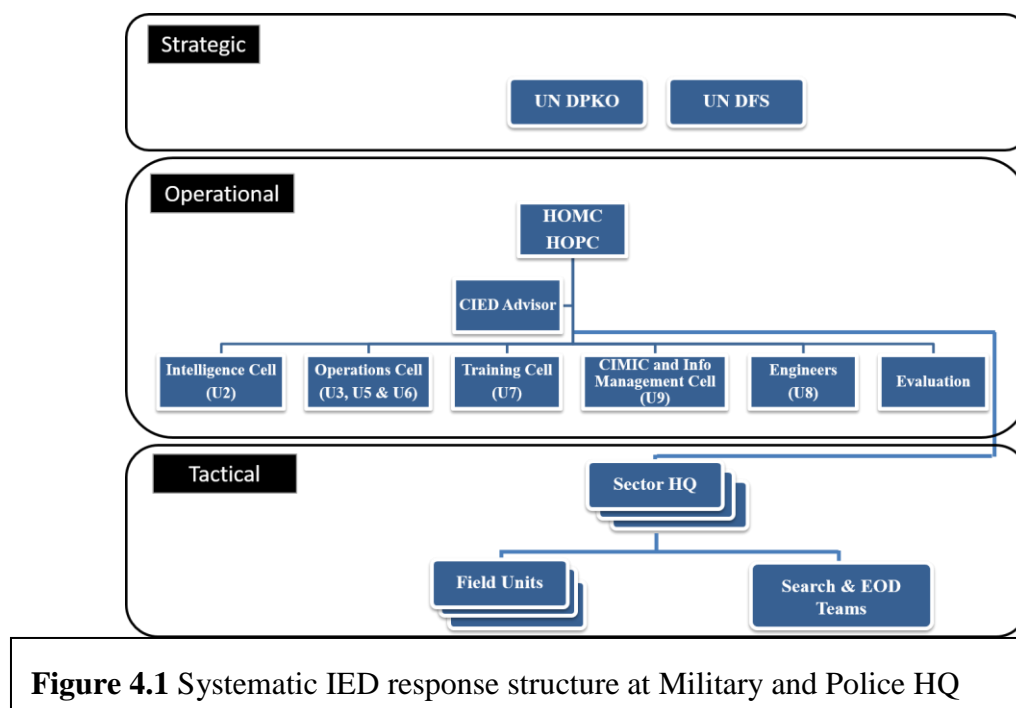 Strategic
UN DPKO
UN DFS
Operational
HOMC
HOPC
CIED Advisor
Intelligence Cell
(U2)
Operations Cell
(U3, U5 & U6)
Training Cell
(U7)
CIMIC and Info
Management Cell
(U9)
Engineers
(U8)
Evaluation
Tactical
Sector HQ
Field Units
Search & EOD
Teams
Figure 4.1 Systematic IED response structure at Military and Police HQ